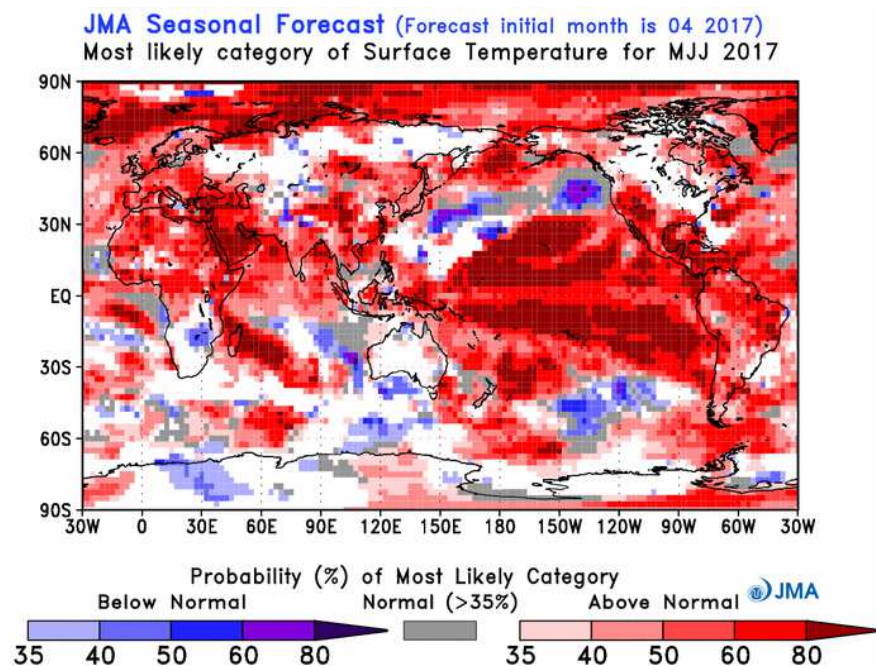 JMA Seasonal Forecast (Forecast initial month is 04 2017)
Most likely category of Surface Temperature for MJJ 2017
90N
60N
30N
EQ
30S
60S
90S
30W 0 30E 60E 90E 120E 150E 180 150W 120W 90W 60W 30W
Probability (%) of Most Likely Category
JMA
Below Normal Normal (>35%) Above Normal
35 40 50 60 80 35 40 50 60 80